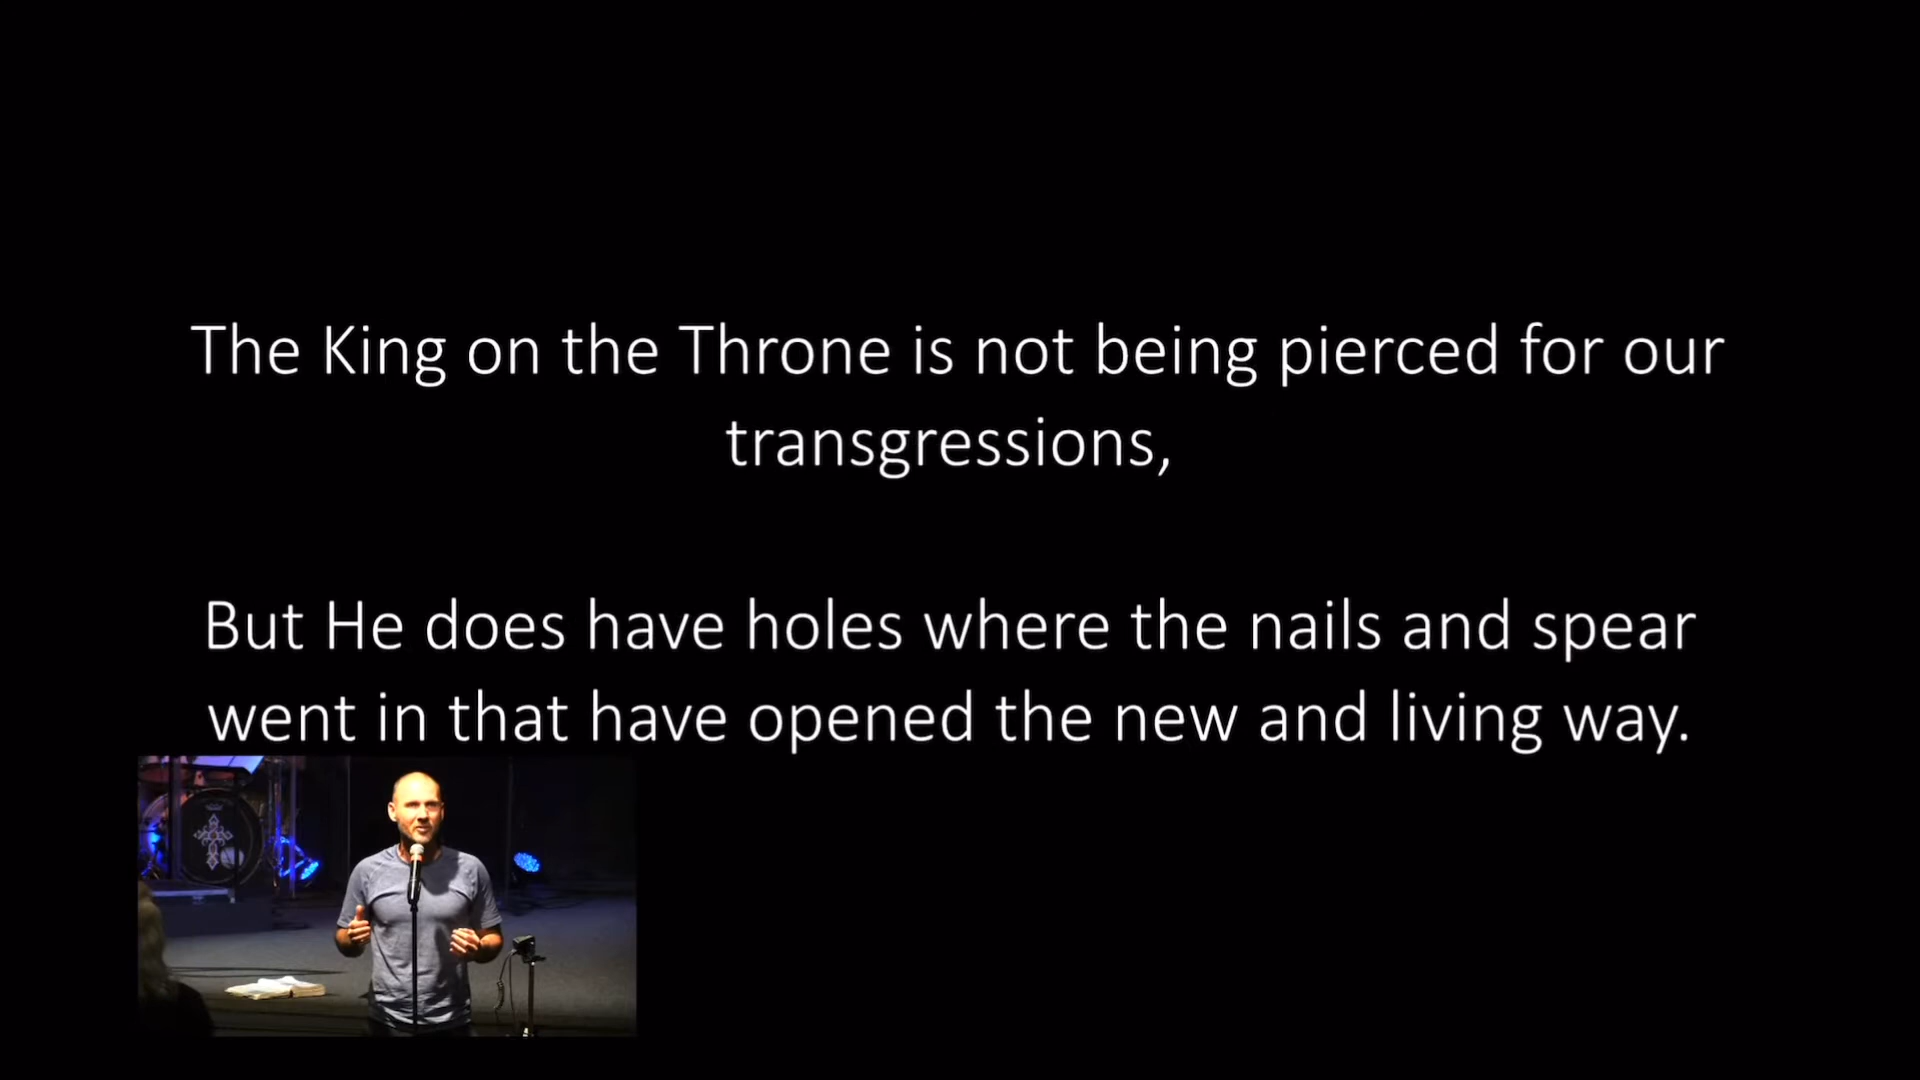 The King on the Throne is not being pierced for our
transgressions,
But He does have holes where the nails and spear
went in that have opened the new and living way.